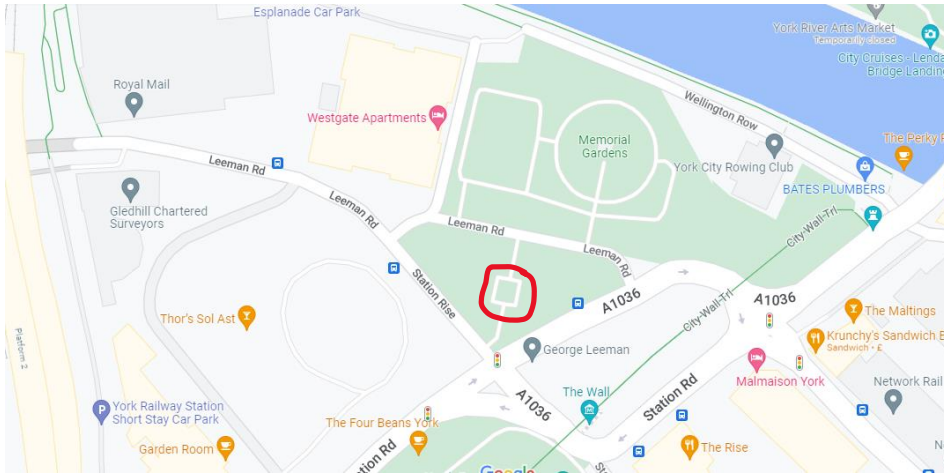 Esplanade Car Park
York River Arts Market
Temporarily closed
City Cruises - Lenda
Bridge Landing
Royal Mail
Wellington Row
Westgate Apartments
Memorial
Gardens
The Perky P
Leeman Rd
York City Rowing Club
BATES PLUMBERS
Gledhill Chartered
Surveyors
Leeman Rd
Leeman Rd
Leeman Rd
City-Wall-Trl
Station Rise
A1036
City-Wall-Trl
A1036
Thor's Sol Ast
The Maltings
Krunchy's Sandwich B
Sandwich · £
Platform 2
George Leeman
Malmaison York
Network Rail
The Wall
A1036
Station Rd
York Railway Station
Short Stay Car Park
The Four Beans York
Garden Room
tion Rd
The Rise
Google